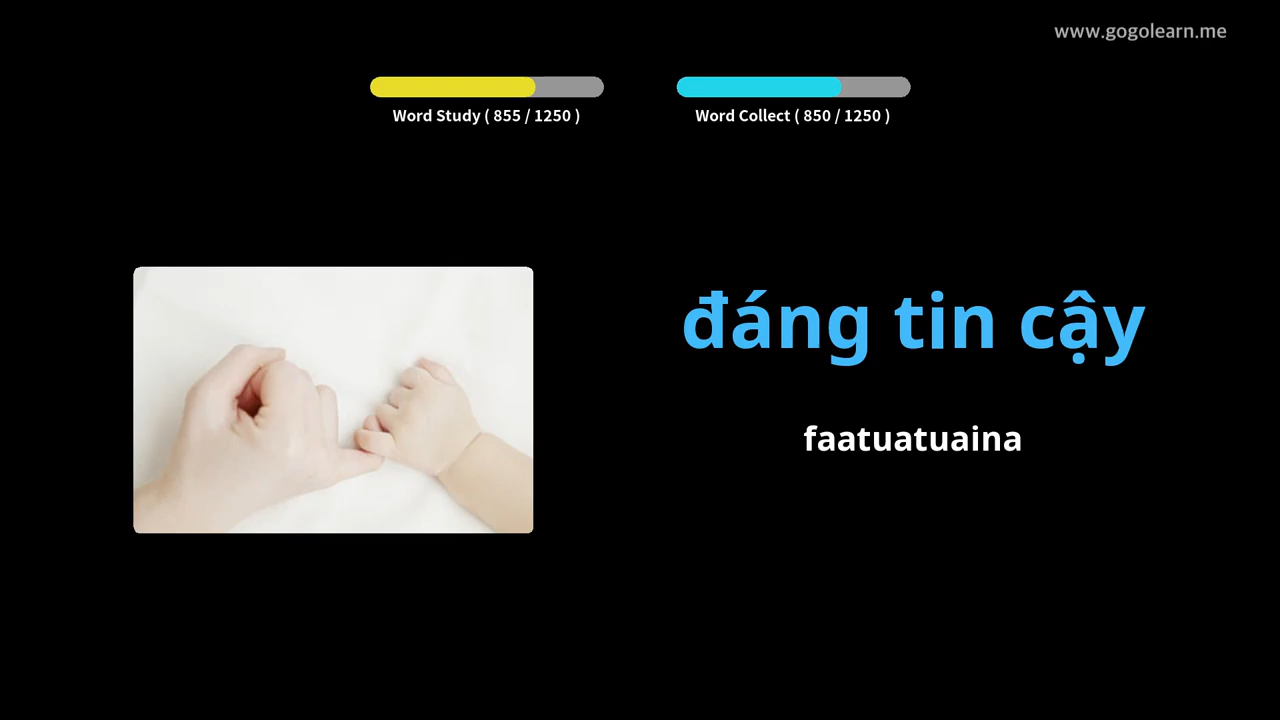 www.gogolearn.me
Word Study ( 855 / 1250 )
Word Collect ( 850 / 1250 )
đáng tin cậy
faatuatuaina